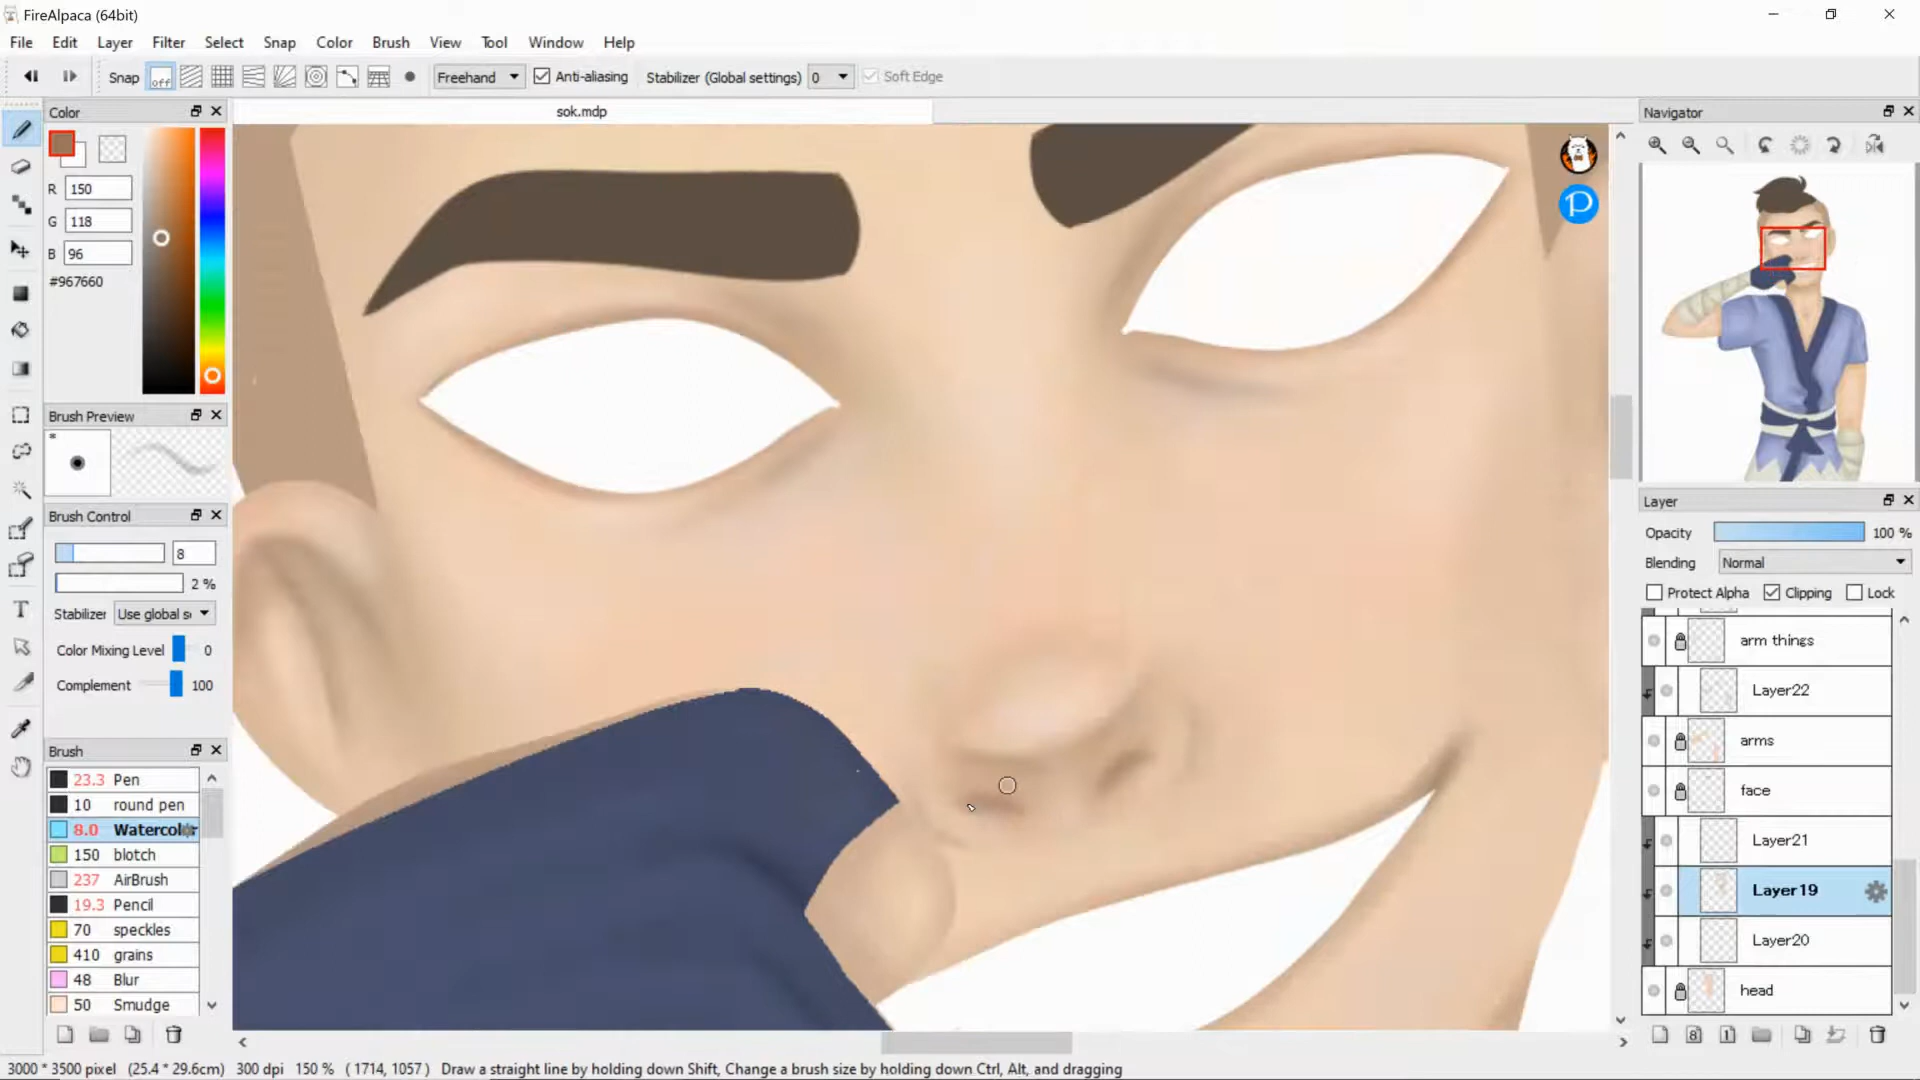 FireAlpaca (64bit)
File Edit Layer Filter Select Snap Color Brush View Tool Window Help
Snap off Freehand Anti-aliasing Stabilizer (Global settings) 0 Soft Edge
Color
R 150
G 118
B 96
#967660
Brush Preview
*
Brush Control
8
2 %
Stabilizer Use global s
Color Mixing Level 0
Complement 100
Brush
23.3 Pen
10 round pen
8.0 Watercolor
150 blotch
237 AirBrush
19.3 Pencil
70 speckles
410 grains
48 Blur
50 Smudge
sok.mdp
P
Navigator
Layer
Opacity 100 %
Blending Normal
Protect Alpha Clipping Lock
arm things
Layer22
arms
face
Layer21
Layer19
Layer20
head
8 1
T
3000 * 3500 pixel (25.4 * 29.6cm) 300 dpi 150 % ( 1714, 1057 ) Draw a straight line by holding down Shift, Change a brush size by holding down Ctrl, Alt, and dragging